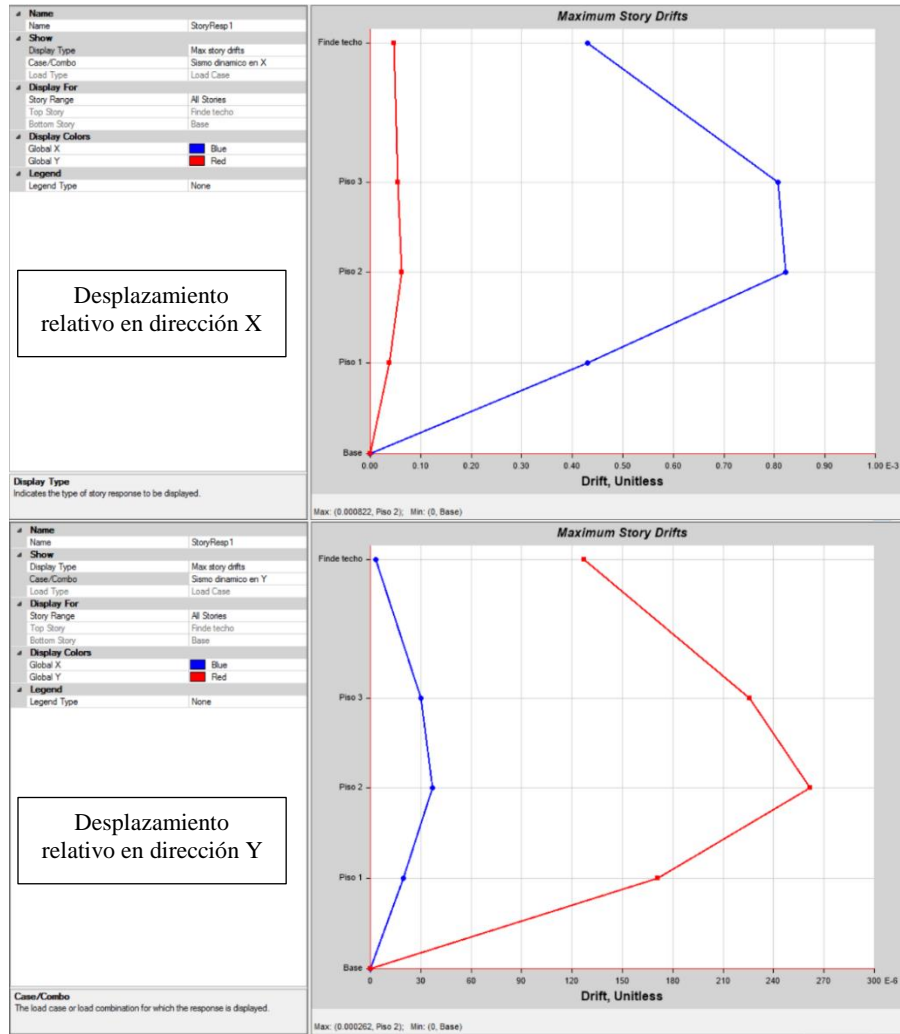 Name
Name StoryResp1
Show
Display Type Max story drifts
Case/Combo Sismo dinamico en X
Load Type Load Case
Display For
Story Range All Stories
Top Story Finde techo
Bottom Story Base
Display Colors
Global X Blue
Global Y Red
Legend
Legend Type None
Desplazamiento
relativo en dirección X
Display Type
Indicates the type of story response to be displayed.
Maximum Story Drifts
Finde techo
Piso 3
Piso 2
Piso 1
Base
0.00 0.10 0.20 0.30 0.40 0.50 0.60 0.70 0.80 0.90 1.00 E-3
Drift, Unitless
Max: (0.000822, Piso 2); Min: (0, Base)
Name
Name StoryResp1
Show
Display Type Max story drifts
Case/Combo Sismo dinamico en Y
Load Type Load Case
Display For
Story Range All Stories
Top Story Finde techo
Bottom Story Base
Display Colors
Global X Blue
Global Y Red
Legend
Legend Type None
Desplazamiento
relativo en dirección Y
Case/Combo
The load case or load combination for which the response is displayed.
Maximum Story Drifts
Finde techo
Piso 3
Piso 2
Piso 1
Base
0 30 60 90 120 150 180 210 240 270 300 E-6
Drift, Unitless
Max: (0.000262, Piso 2); Min: (0, Base)